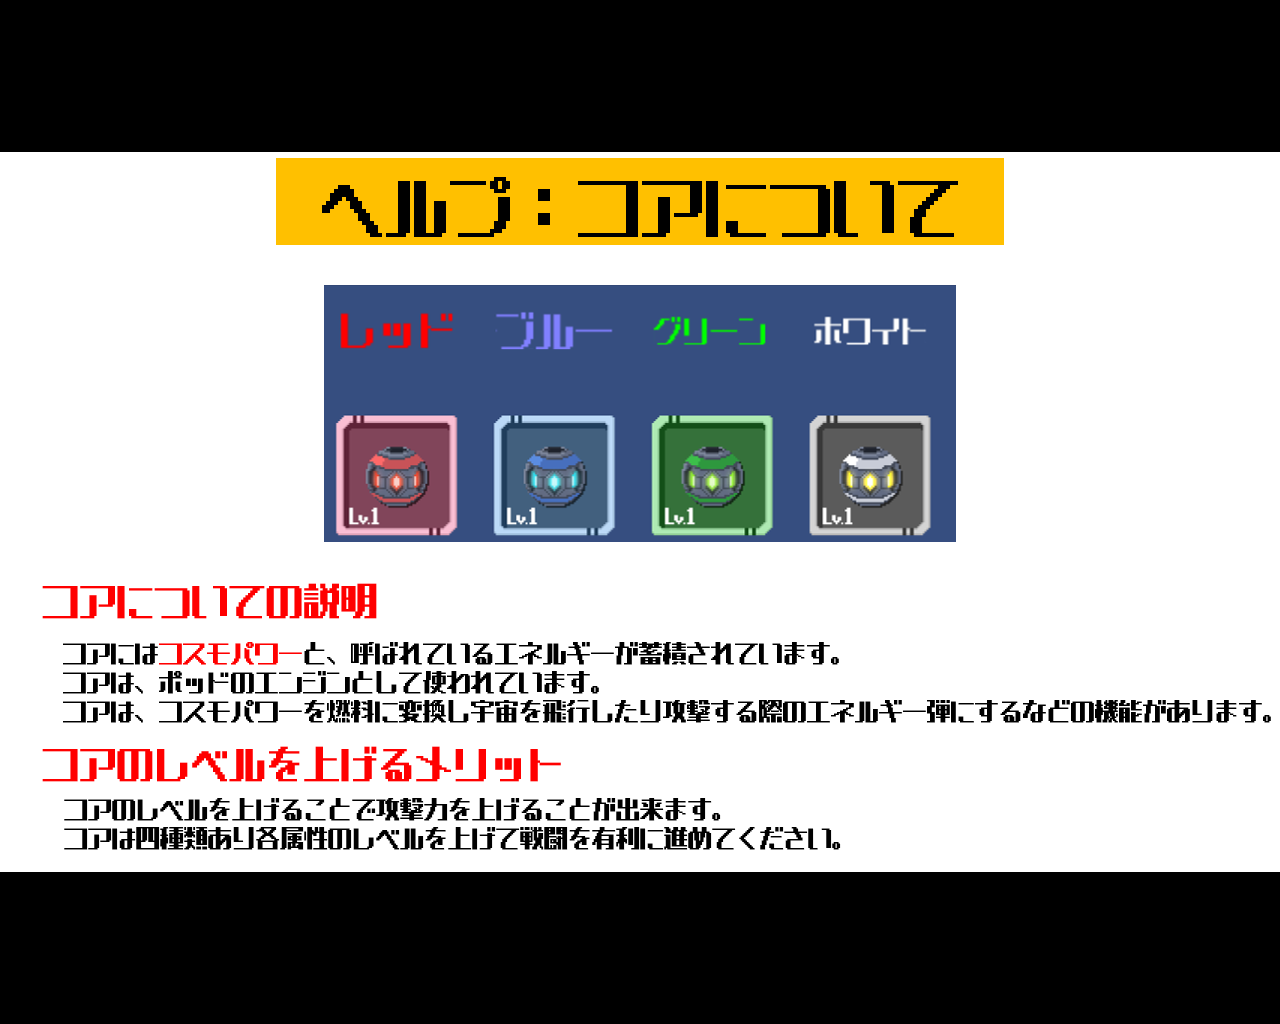 ヘルプ：コアについて
レッド ブルー グリーン ホワイト
Lv.1 Lv.1 Lv.1 Lv.1
コアについての説明
コアにはコスモパワーと、呼ばれているエネルギーが蓄積されています。
コアは、ポッドのエンジンとして使われています。
コアは、コスモパワーを燃料に変換し宇宙を飛行したり攻撃する際のエネルギー弾にするなどの機能があります。
コアのレベルを上げるメリット
コアのレベルを上げることで攻撃力を上げることが出来ます。
コアは四種類あり各属性のレベルを上げて戦闘を有利に進めてください。